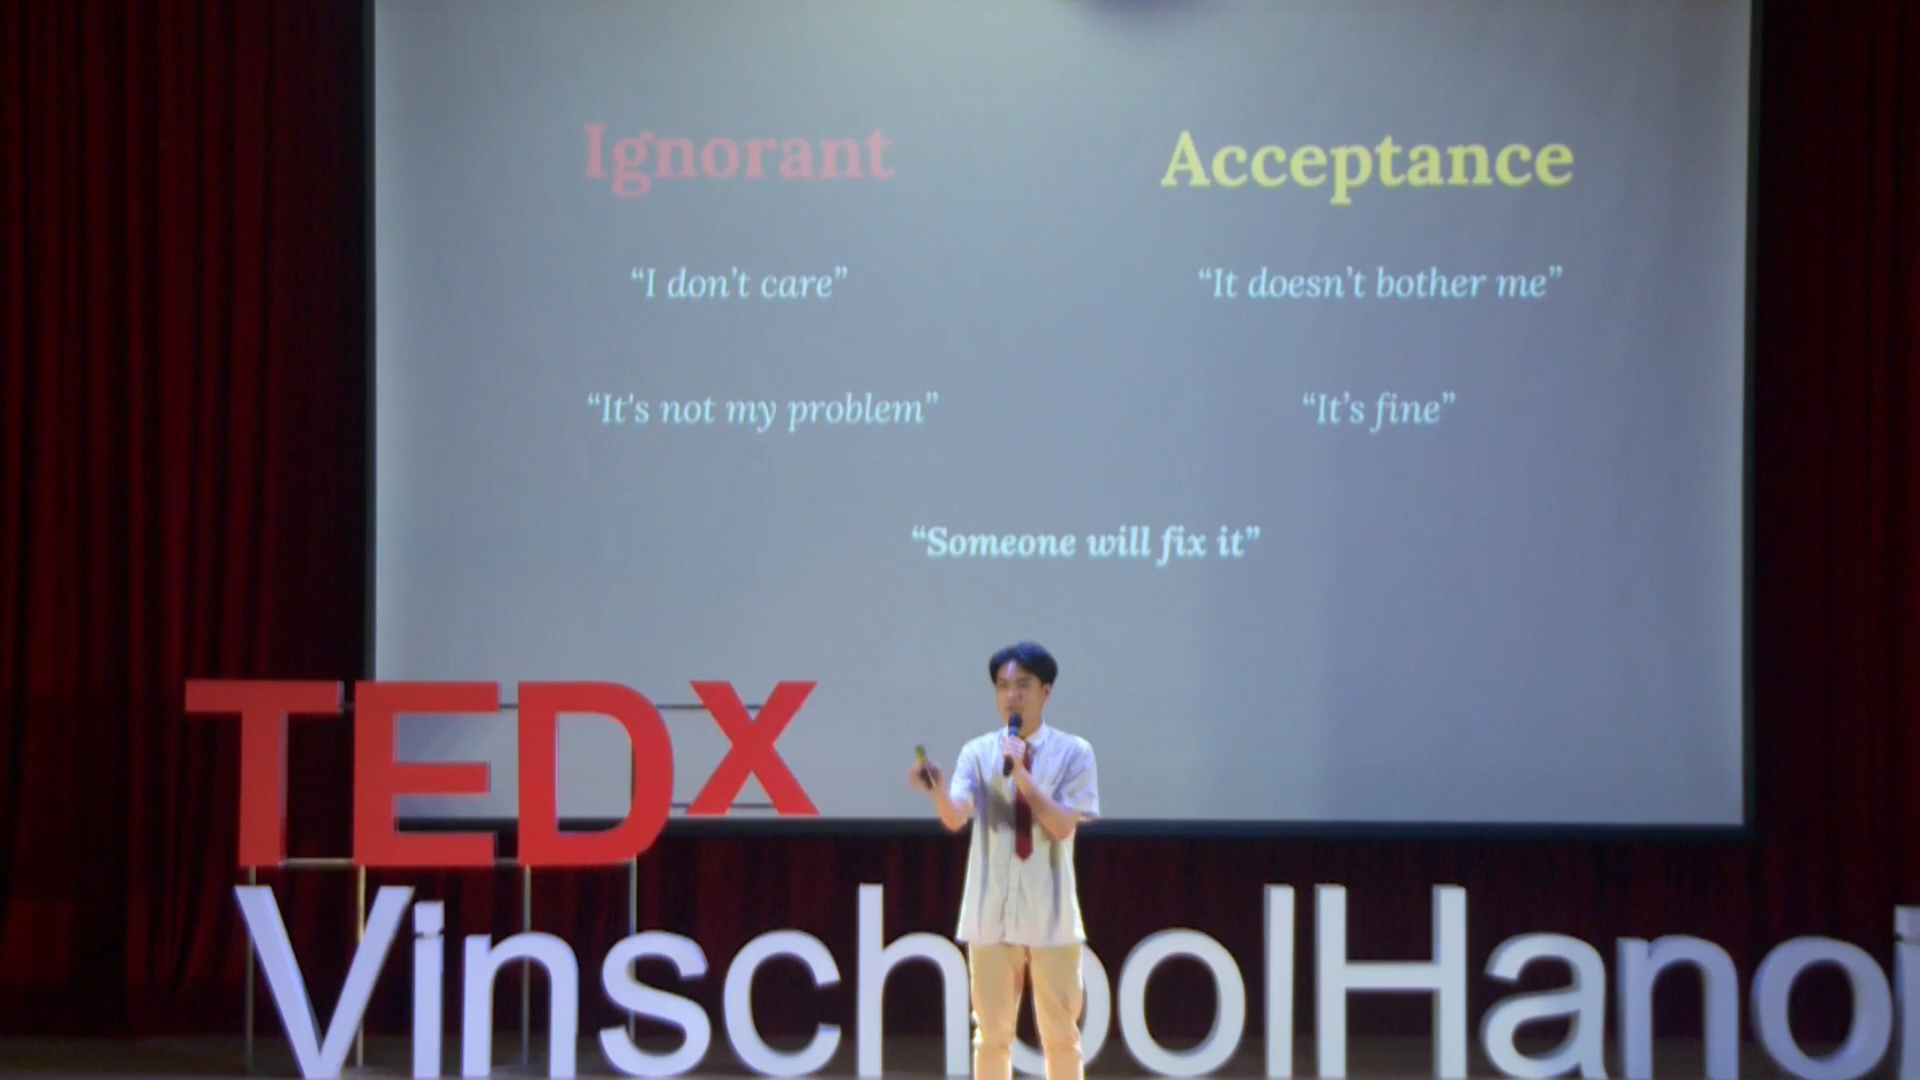 Ignorant
Acceptance
“I don’t care”
“It doesn’t bother me”
“It's not my problem”
“It’s fine”
“Someone will fix it”
TEDx
VinschoolHanoi